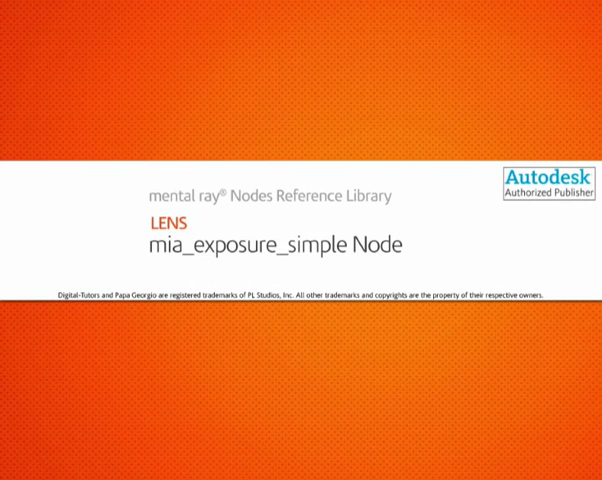 Autodesk
Authorized Publisher
mental ray® Nodes Reference Library
LENS
mia_exposure_simple Node
Digital-Tutors and Papa Georgio are registered trademarks of PL Studios, Inc. All other trademarks and copyrights are the property of their respective owners.